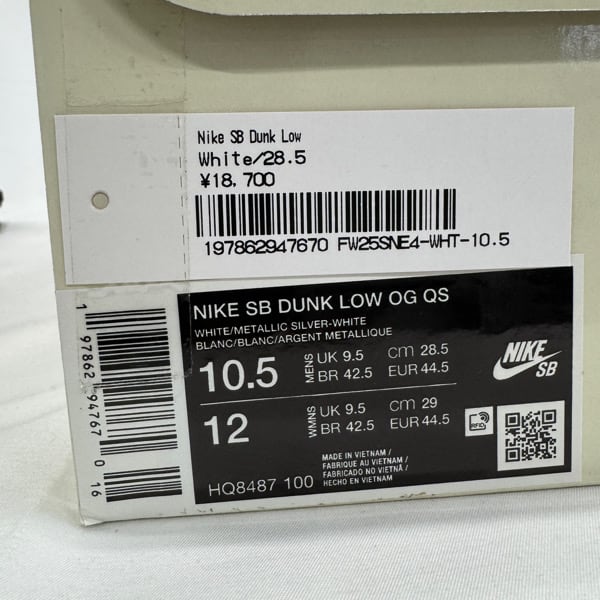 Nike SB Dunk Low
White/28.5
¥18,700
197862947670 FW25SNE4-WHT-10.5
NIKE SB DUNK LOW OG QS
WHITE/METALLIC SILVER-WHITE
BLANC/BLANC/ARGENT METALLIQUE
10.5 MENS UK 9.5 CM 28.5
BR 42.5 EUR 44.5
12 WMNS UK 9.5 CM 29
BR 42.5 EUR 44.5
MADE IN VIETNAM /
FABRIQUE AU VIETNAM /
FABRICADO NO VIETNÃ /
HECHO EN VIETNAM
HQ8487 100
NIKE
SB
RFID
1 97862 94767 0 16